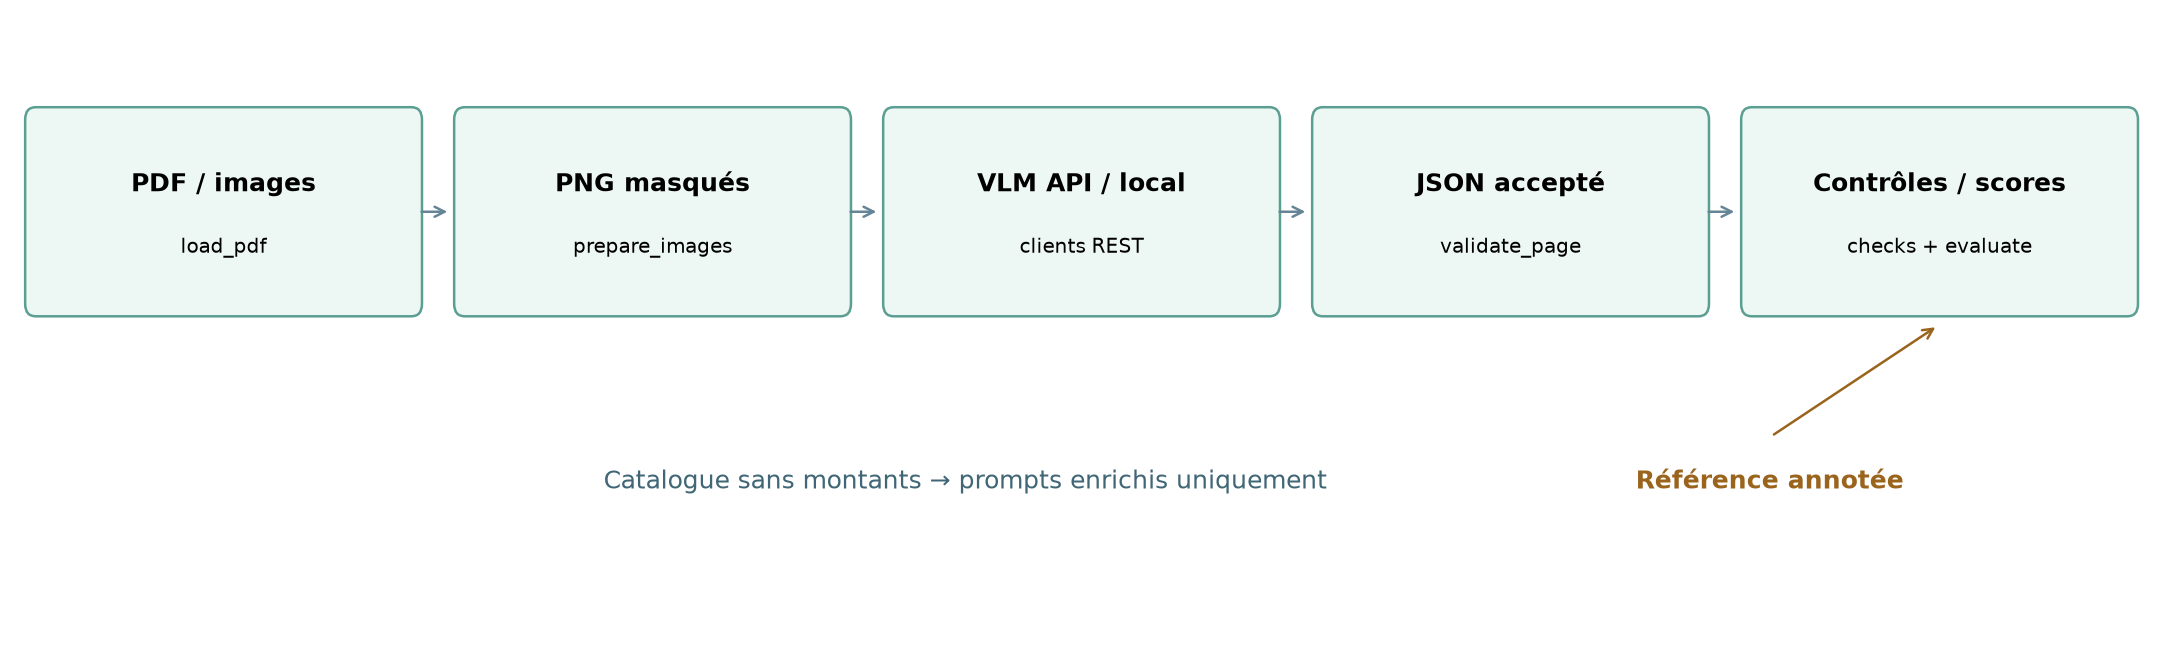 PDF / images
load_pdf
PNG masqués
prepare_images
VLM API / local
clients REST
JSON accepté
validate_page
Contrôles / scores
checks + evaluate
Catalogue sans montants → prompts enrichis uniquement
Référence annotée